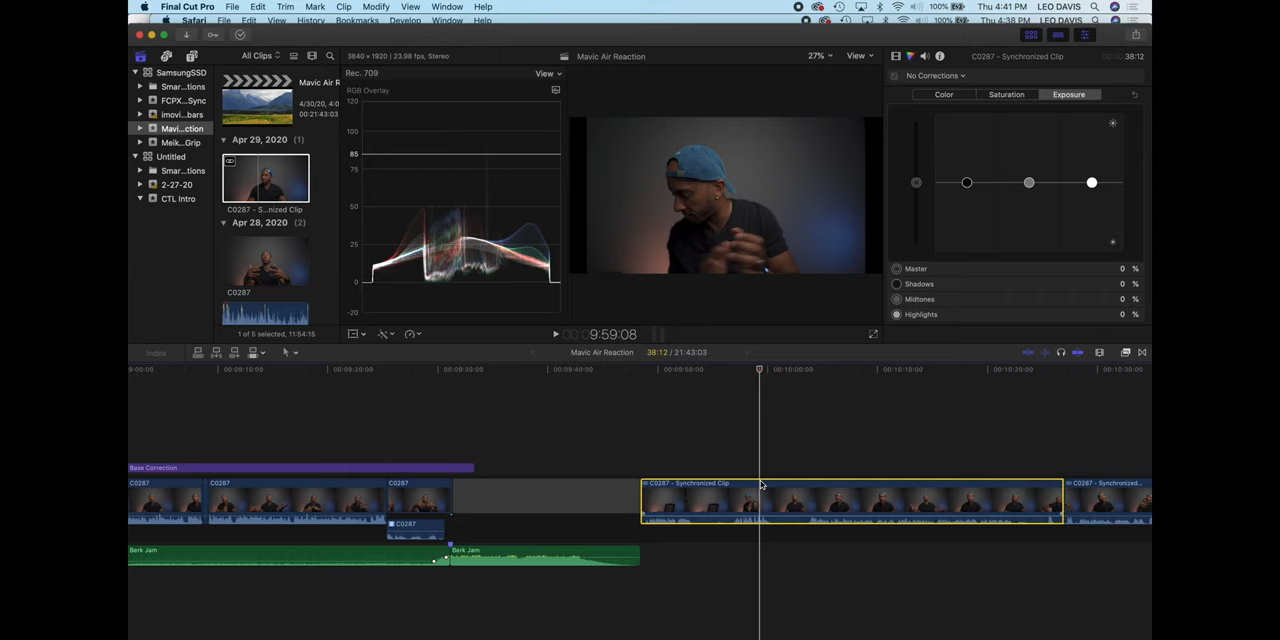 Final Cut Pro File Edit Trim Mark Clip Modify View Window Help 100% Thu 4:41 PM LEO DAVIS
Safari File Edit View History Bookmarks Develop Window Help 100% Thu 4:38 PM LEO DAVIS
All Clips
3840 x 1920 | 23.98 fps, Stereo
Mavic Air Reaction
27%
View
C0287 - Synchronized Clip
38:12
SamsungSSD
Smar...tions
FCPX...Sync
imovi...bars
Mavi...ction
Meik...Grip
Untitled
Smar...tions
2-27-20
CTL Intro
Mavic Air R
4/30/20, 4:0
00:21:43:03
Apr 29, 2020 (1)
C0287 - S...nized Clip
Apr 28, 2020 (2)
C0287
1 of 5 selected, 11:54:15
Rec. 709
View
RGB Overlay
120
100
85
75
50
25
0
-20
9:59:08
No Corrections
Color
Saturation
Exposure
Master 0 %
Shadows 0 %
Midtones 0 %
Highlights 0 %
Index
Mavic Air Reaction
38:12 / 21:43:03
9:00:00
00:09:10:00
00:09:20:00
00:09:30:00
00:09:40:00
00:09:50:00
00:10:00:00
00:10:10:00
00:10:20:00
00:10:30:00
Base Correction
C0287
C0287
C0287
C0287 - Synchronized Clip
C0287 - Synchronized...
C0287
Berk Jam
Berk Jam